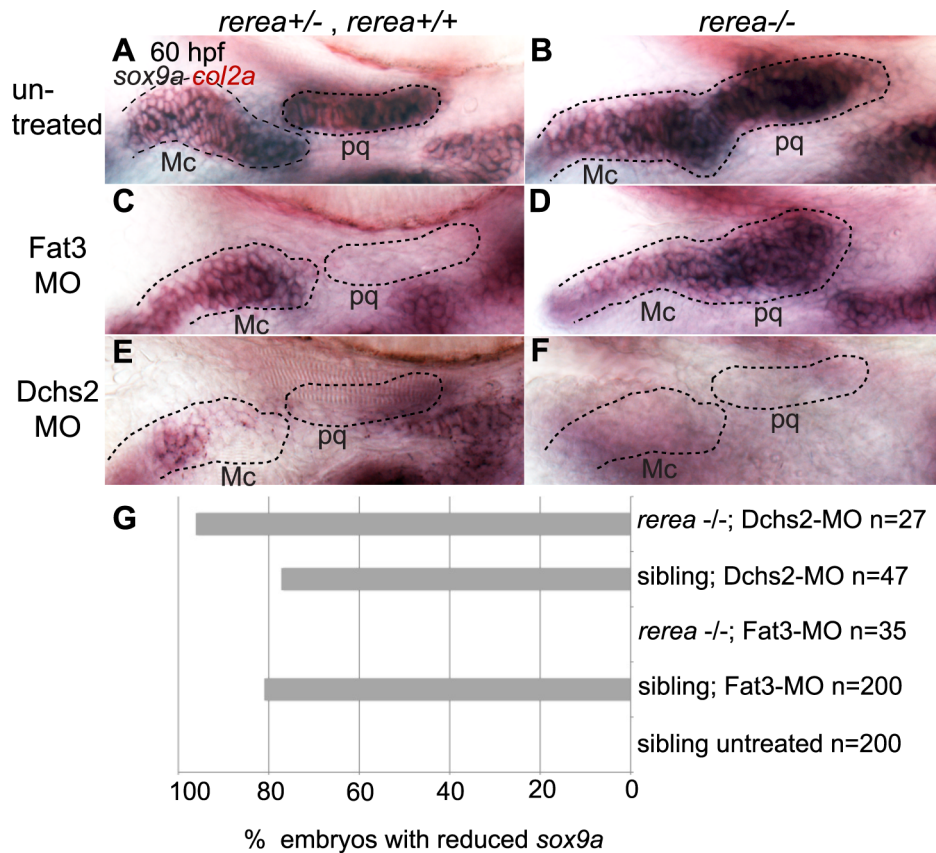 rerea+/- , rerea+/+
rerea-/-
un-
treated
A 60 hpf
sox9a col2a
Mc
pq
B
Mc
pq
Fat3
MO
C
Mc
pq
D
Mc
pq
Dchs2
MO
E
Mc
pq
F
Mc
pq
G
rerea -/-; Dchs2-MO n=27
sibling; Dchs2-MO n=47
rerea -/-; Fat3-MO n=35
sibling; Fat3-MO n=200
sibling untreated n=200
100 80 60 40 20 0
% embryos with reduced sox9a